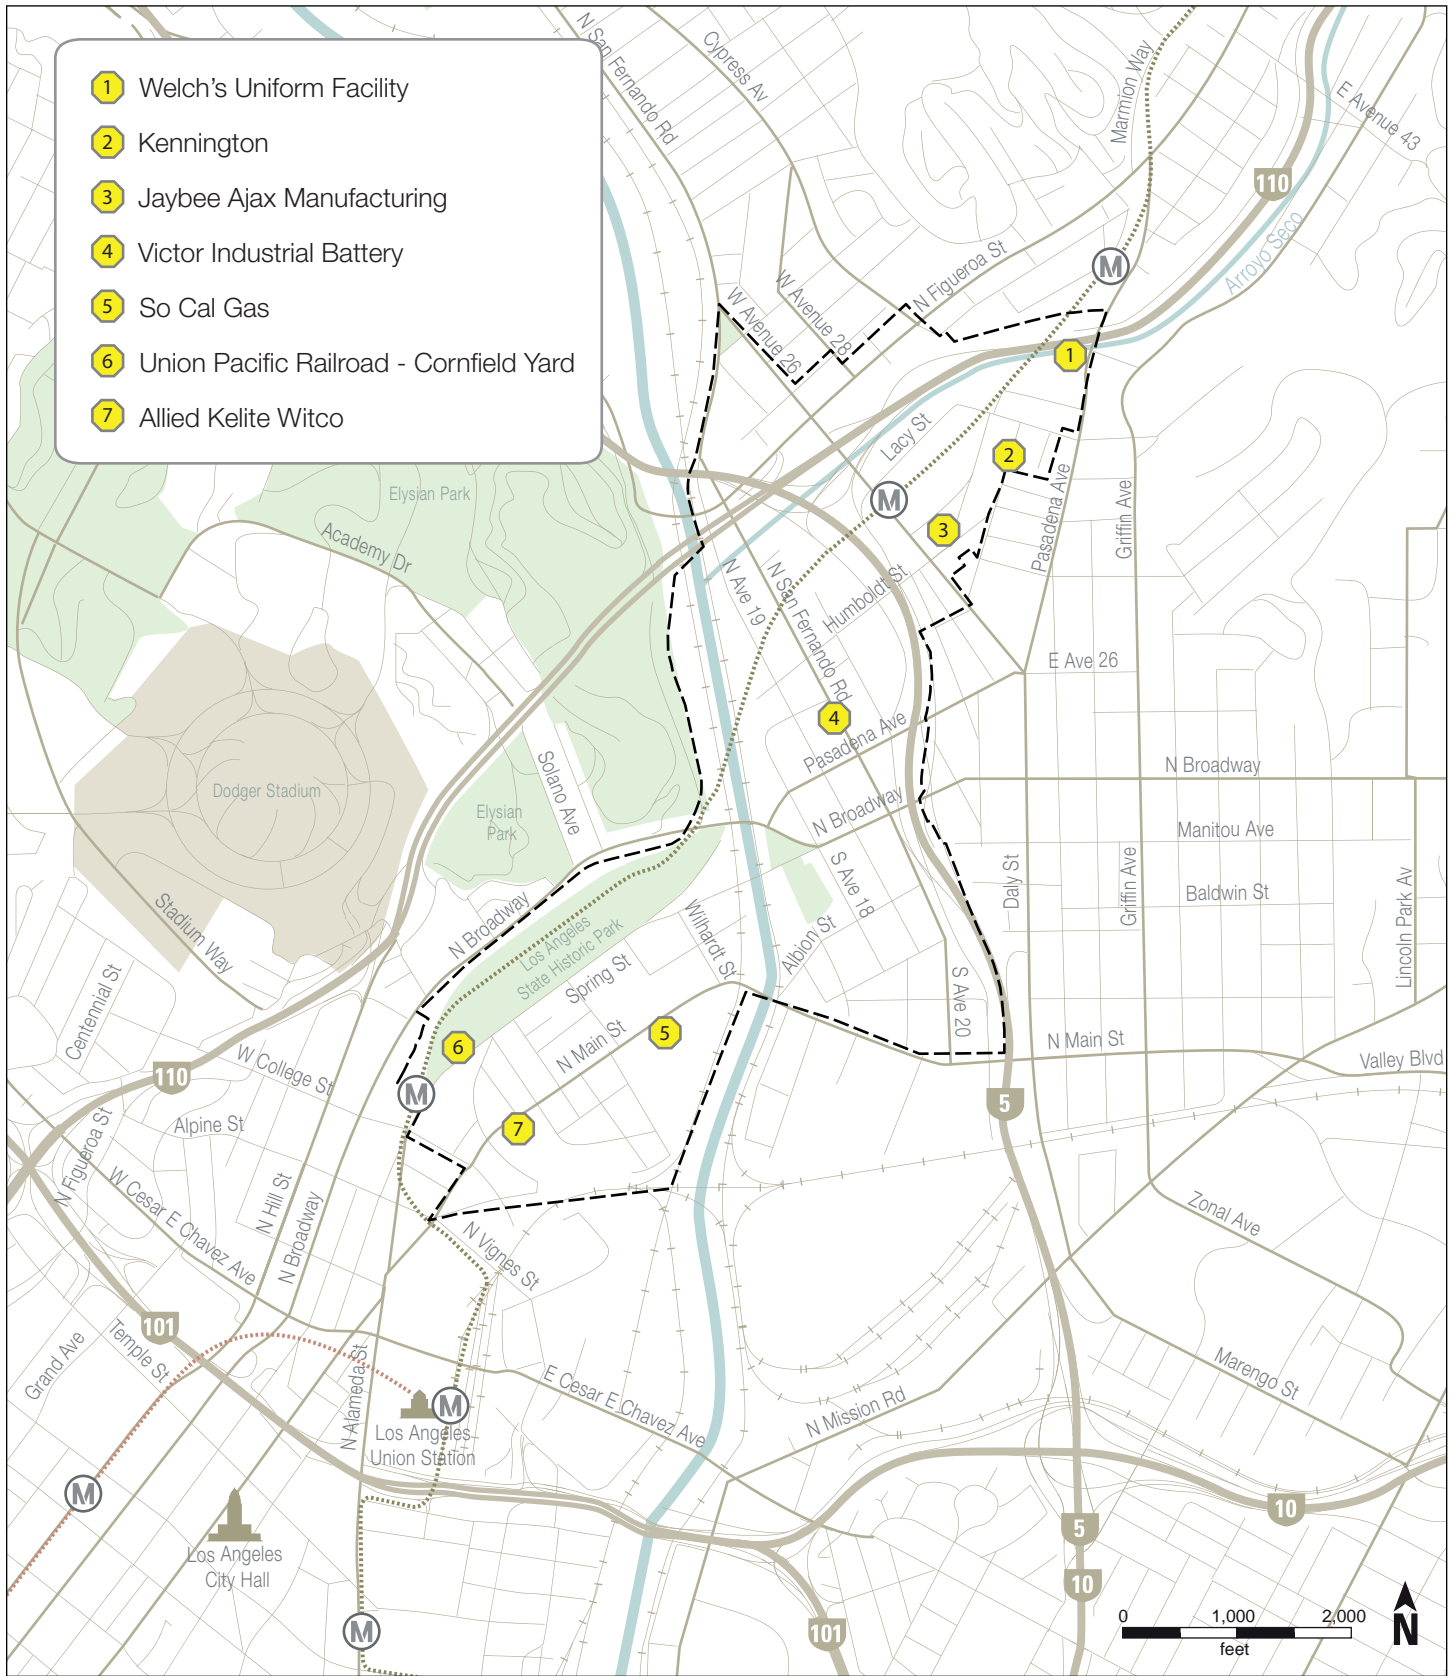 1 Welch's Uniform Facility
2 Kennington
3 Jaybee Ajax Manufacturing
4 Victor Industrial Battery
5 So Cal Gas
6 Union Pacific Railroad - Cornfield Yard
7 Allied Kelite Witco
N San Fernando Rd
Cypress Av
Marmion Way
E Avenue 43
110
Arroyo Seco
M
N Figueroa St
W Avenue 28
W Avenue 26
1
Lacy St
2
M
3
Pasadena Ave
Griffin Ave
Elysian Park
Academy Dr
N Ave 19
N San Fernando Rd
Humboldt St
E Ave 26
4
Pasadena Ave
Dodger Stadium
Solano Ave
Elysian
Park
N Broadway
N Broadway
Manitou Ave
Baldwin St
Daly St
Griffin Ave
Lincoln Park Av
S Ave 18
Stadium Way
N Broadway
Los Angeles
State Historic Park
Spring St
Wilhardt St
Albion St
S Ave 20
Centennial St
N Main St
5
6
N Main St
Valley Blvd
W College St
110
M
5
Alpine St
7
N Figueroa St
W Cesar E Chavez Ave
N Hill St
N Broadway
N Vignes St
Zonal Ave
101
Temple St
Grand Ave
N Alameda St
M
Los Angeles
Union Station
E Cesar E Chavez Ave
N Mission Rd
Marengo St
M
10
5
Los Angeles
City Hall
10
M
101
0 1,000 2,000
feet
N